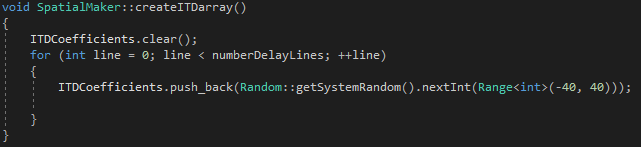 void SpatialMaker::createITDarray()
{
ITDCoefficients.clear();
for (int line = 0; line < numberDelayLines; ++line)
{
ITDCoefficients.push_back(Random::getSystemRandom().nextInt(Range<int>(-40, 40)));
}
}